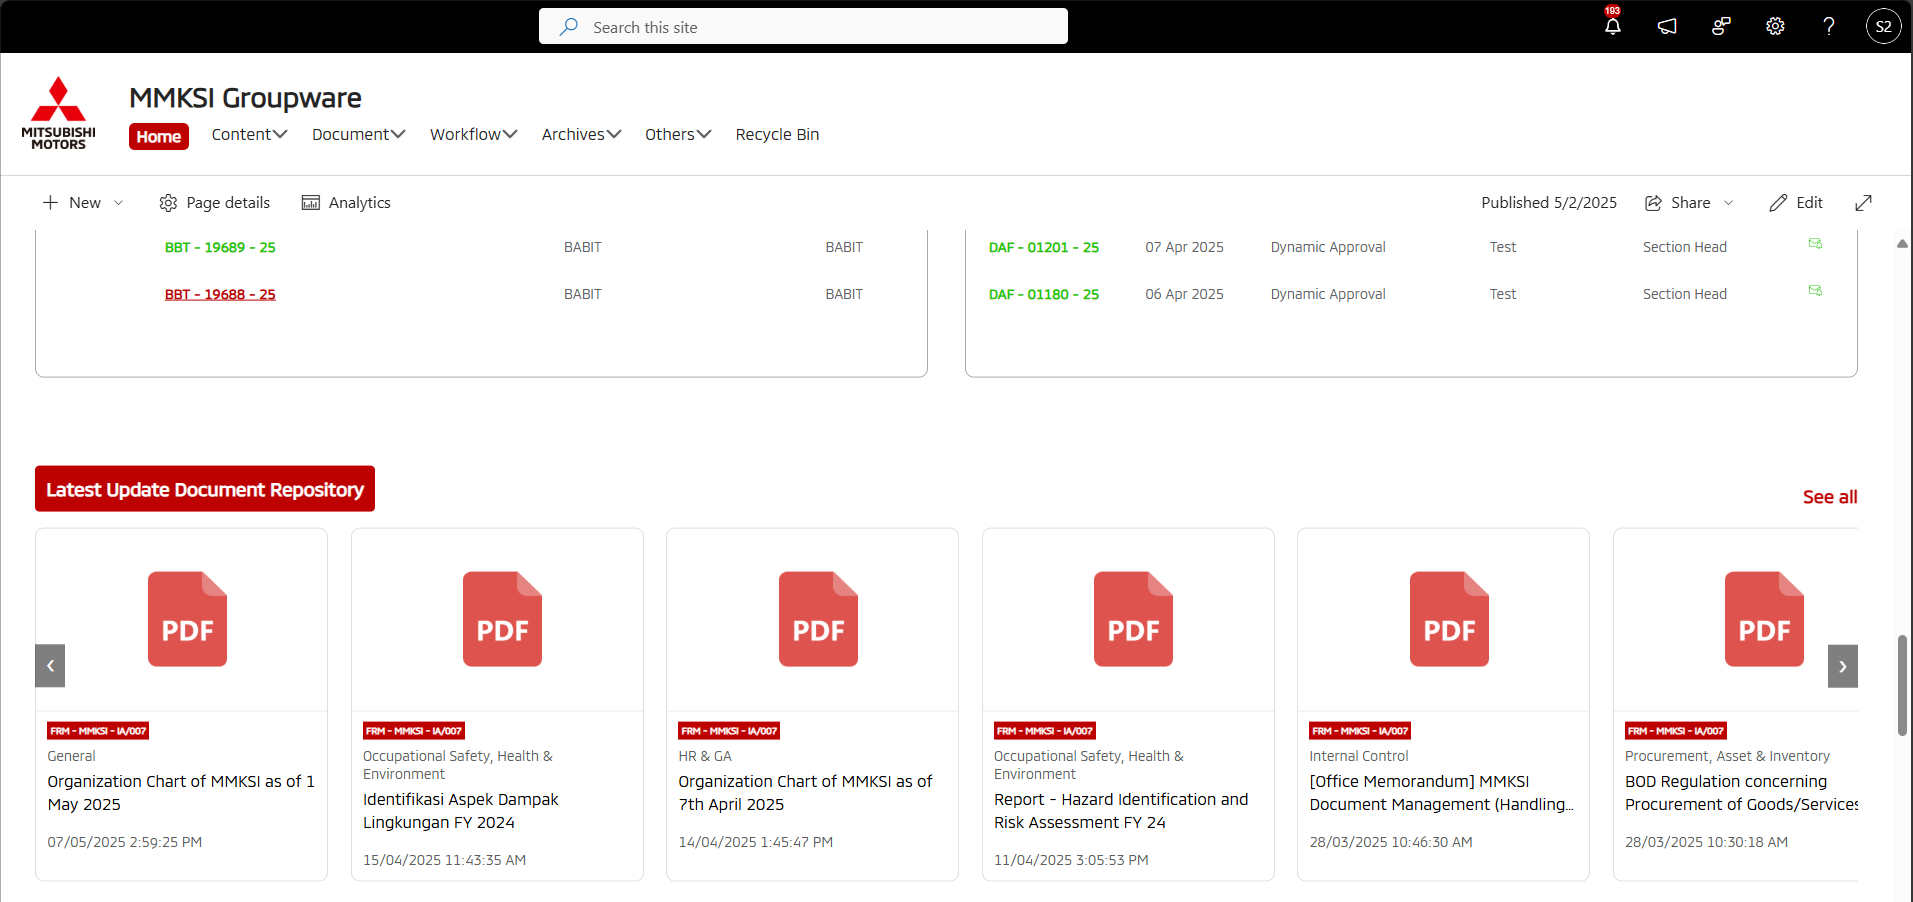 Search this site
193
?
S2
MITSUBISHI
MOTORS
MMKSI Groupware
Home
Content
Document
Workflow
Archives
Others
Recycle Bin
New
Page details
Analytics
Published 5/2/2025
Share
Edit
BBT - 19689 - 25 BABIT BABIT
BBT - 19688 - 25 BABIT BABIT
DAF - 01201 - 25 07 Apr 2025 Dynamic Approval Test Section Head
DAF - 01180 - 25 06 Apr 2025 Dynamic Approval Test Section Head
Latest Update Document Repository
See all
PDF
FRM - MMKSI - IA/007
General
Organization Chart of MMKSI as of 1
May 2025
07/05/2025 2:59:25 PM
PDF
FRM - MMKSI - IA/007
Occupational Safety, Health &
Environment
Identifikasi Aspek Dampak
Lingkungan FY 2024
15/04/2025 11:43:35 AM
PDF
FRM - MMKSI - IA/007
HR & GA
Organization Chart of MMKSI as of
7th April 2025
14/04/2025 1:45:47 PM
PDF
FRM - MMKSI - IA/007
Occupational Safety, Health &
Environment
Report - Hazard Identification and
Risk Assessment FY 24
11/04/2025 3:05:53 PM
PDF
FRM - MMKSI - IA/007
Internal Control
[Office Memorandum] MMKSI
Document Management (Handling...
28/03/2025 10:46:30 AM
PDF
FRM - MMKSI - IA/007
Procurement, Asset & Inventory
BOD Regulation concerning
Procurement of Goods/Services
28/03/2025 10:30:18 AM